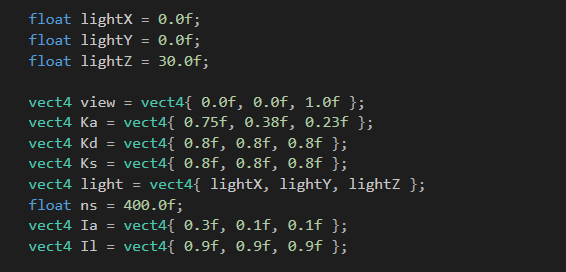 float lightX = 0.0f;
float lightY = 0.0f;
float lightZ = 30.0f;
vect4 view = vect4{ 0.0f, 0.0f, 1.0f };
vect4 Ka = vect4{ 0.75f, 0.38f, 0.23f };
vect4 Kd = vect4{ 0.8f, 0.8f, 0.8f };
vect4 Ks = vect4{ 0.8f, 0.8f, 0.8f };
vect4 light = vect4{ lightX, lightY, lightZ };
float ns = 400.0f;
vect4 Ia = vect4{ 0.3f, 0.1f, 0.1f };
vect4 Il = vect4{ 0.9f, 0.9f, 0.9f };